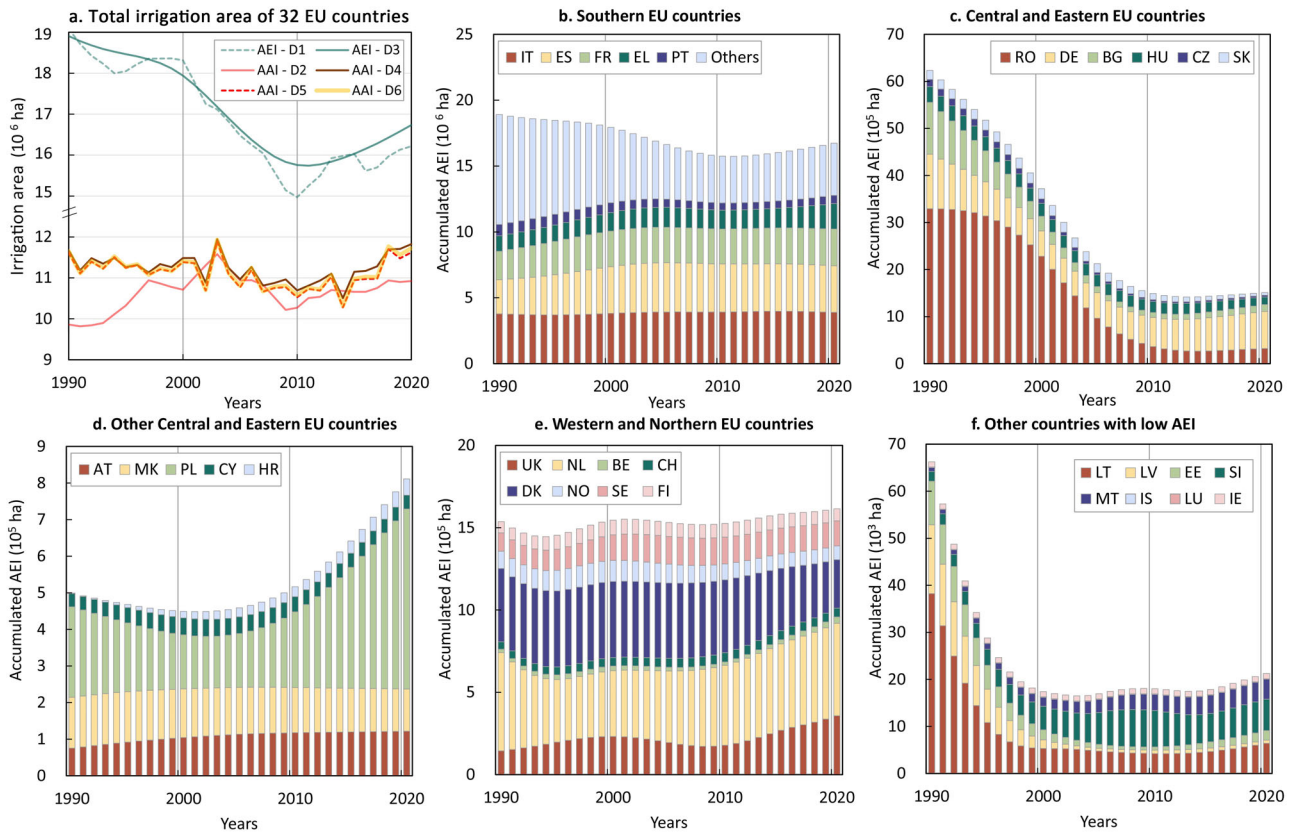 a. Total irrigation area of 32 EU countries
19
18
17
16
15
12
11
10
9
Irrigation area (10 ⁶ ha)
AEI - D1 AEI - D3
AAI - D2 AAI - D4
AAI - D5 AAI - D6
1990 2000 2010 2020
Years
b. Southern EU countries
25
20
15
10
5
0
Accumulated AEI (10 ⁶ ha)
IT ES FR EL PT Others
1990 2000 2010 2020
Years
c. Central and Eastern EU countries
70
60
50
40
30
20
10
0
Accumulated AEI (10⁵ ha)
RO DE BG HU CZ SK
1990 2000 2010 2020
Years
d. Other Central and Eastern EU countries
9
8
7
6
5
4
3
2
1
0
Accumulated AEI (10⁵ ha)
AT MK PL CY HR
1990 2000 2010 2020
Years
e. Western and Northern EU countries
20
15
10
5
0
Accumulated AEI (10⁵ ha)
UK NL BE CH
DK NO SE FI
1990 2000 2010 2020
Years
f. Other countries with low AEI
70
60
50
40
30
20
10
0
Accumulated AEI (10³ ha)
LT LV EE SI
MT IS LU IE
1990 2000 2010 2020
Years